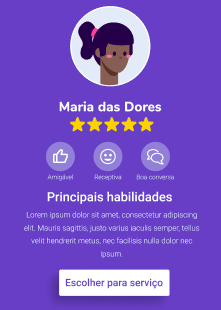 Maria das Dores
Amigável Receptiva Boa conversa
Principais habilidades
Lorem ipsum dolor sit amet, consectetur adipiscing
elit. Mauris sagittis, justo varius iaculis semper, tellus
velit hendrerit metus, nec facilisis nulla dolor nec
ipsum.
Escolher para serviço